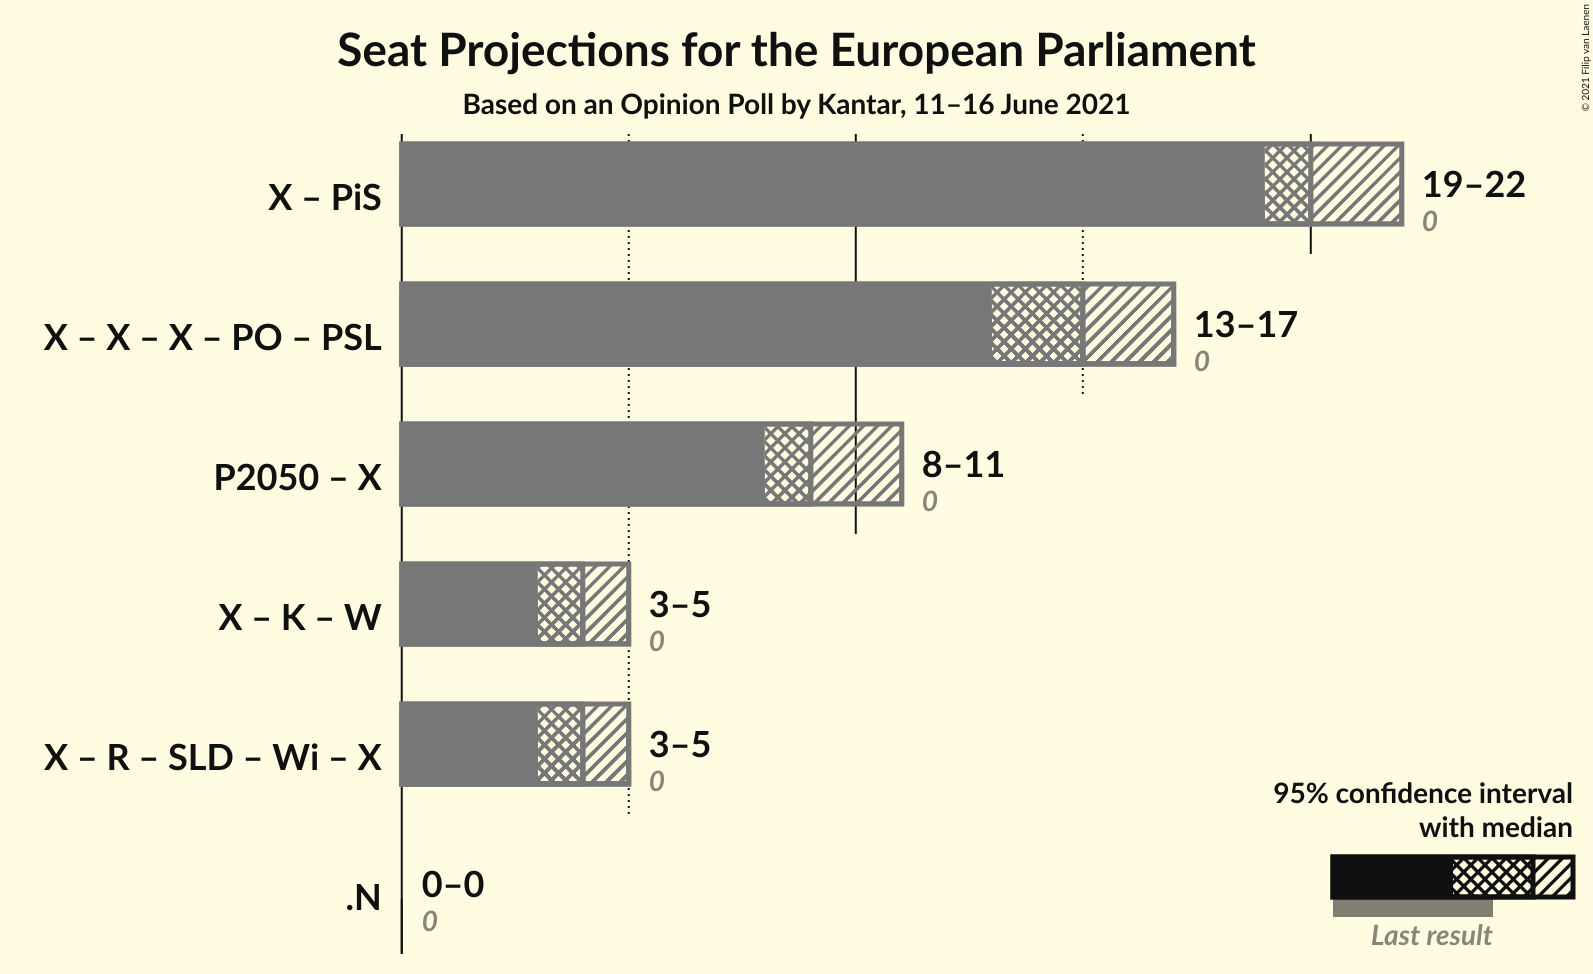 Seat Projections for the European Parliament
Based on an Opinion Poll by Kantar, 11–16 June 2021
© 2021 Filip van Laenen
X – PiS
19–22
0
X – X – X – PO – PSL
13–17
0
P2050 – X
8–11
0
X – K – W
3–5
0
X – R – SLD – Wi – X
3–5
0
.N
0–0
0
95% confidence interval
with median
Last result